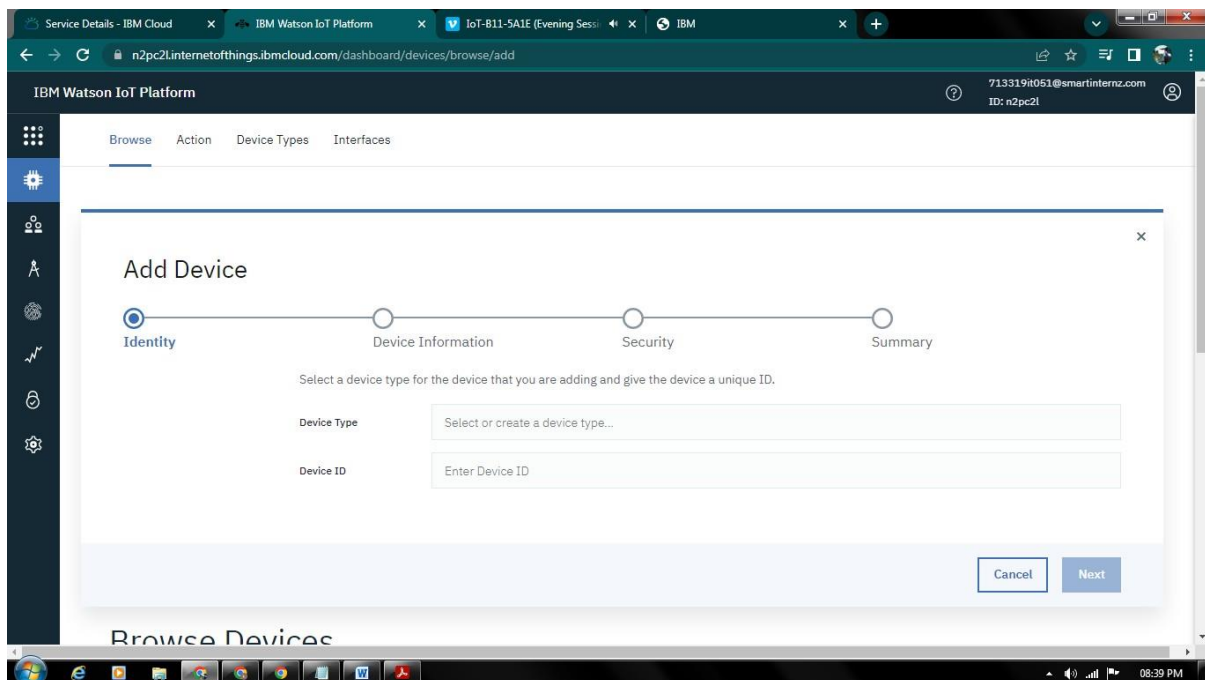 Service Details - IBM Cloud
IBM Watson IoT Platform
IoT-B11-5A1E (Evening Sessi
IBM
n2pc2l.internetofthings.ibmcloud.com/dashboard/devices/browse/add
IBM Watson IoT Platform
713319it051@smartinternz.com
ID: n2pc2l
Browse Action Device Types Interfaces
Add Device
Identity Device Information Security Summary
Select a device type for the device that you are adding and give the device a unique ID.
Device Type Select or create a device type...
Device ID Enter Device ID
Cancel Next
Browse Devices
08:39 PM